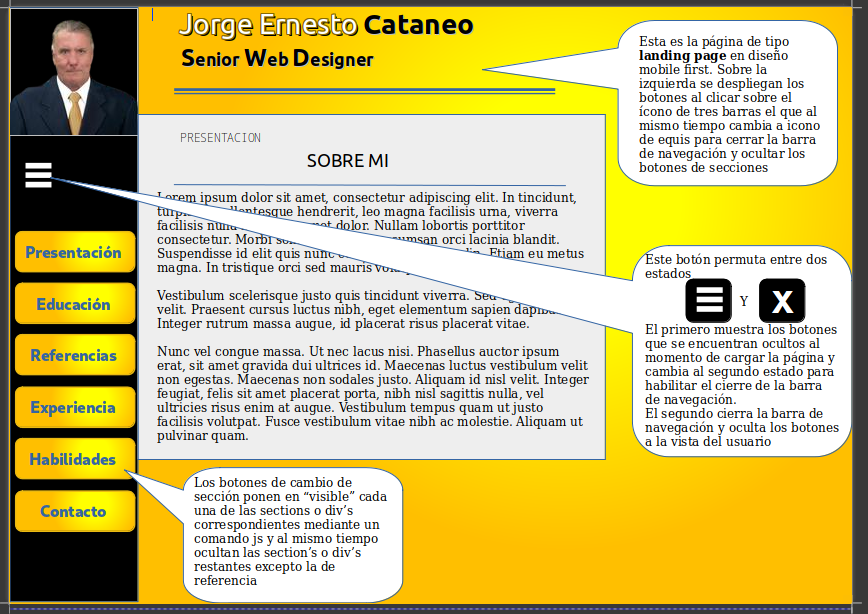 Jorge Ernesto Cataneo
Senior Web Designer
Esta es la página de tipo
landing page en diseño
mobile first. Sobre la
izquierda se despliegan los
botones al clicar sobre el
ícono de tres barras el que al
mismo tiempo cambia a icono
de equis para cerrar la barra
de navegación y ocultar los
botones de secciones
PRESENTACION
SOBRE MI
Lorem ipsum dolor sit amet, consectetur adipiscing elit. In tincidunt,
hendrerit, leo magna facilisis urna, viverra
facilisis dolor. Nullam lobortis porttitor
consectetur. Morbi orci lacinia blandit.
Suspendisse id elit quis nunc Etiam eu metus
magna. In tristique orci sed mauris
Vestibulum scelerisque justo quis tincidunt viverra. Sed
velit. Praesent cursus luctus nibh, eget elementum sapien
Integer rutrum massa augue, id placerat risus placerat vitae.
Nunc vel congue massa. Ut nec lacus nisi. Phasellus auctor ipsum
erat, sit amet gravida dui ultrices id. Maecenas luctus vestibulum velit
non egestas. Maecenas non sodales justo. Aliquam id nisl velit. Integer
feugiat, felis sit amet placerat porta, nibh nisl sagittis nulla, vel
ultricies risus enim at augue. Vestibulum tempus quam ut justo
facilisis volutpat. Fusce vestibulum vitae nibh ac molestie. Aliquam ut
pulvinar quam.
Presentación
Educación
Referencias
Experiencia
Habilidades
Contacto
Este botón permuta entre dos
estados
Y X
El primero muestra los botones
que se encuentran ocultos al
momento de cargar la página y
cambia al segundo estado para
habilitar el cierre de la barra
de navegación.
El segundo cierra la barra de
navegación y oculta los botones
a la vista del usuario
Los botones de cambio de
sección ponen en “visible” cada
una de las sections o div’s
correspondientes mediante un
comando js y al mismo tiempo
ocultan las section’s o div’s
restantes excepto la de
referencia